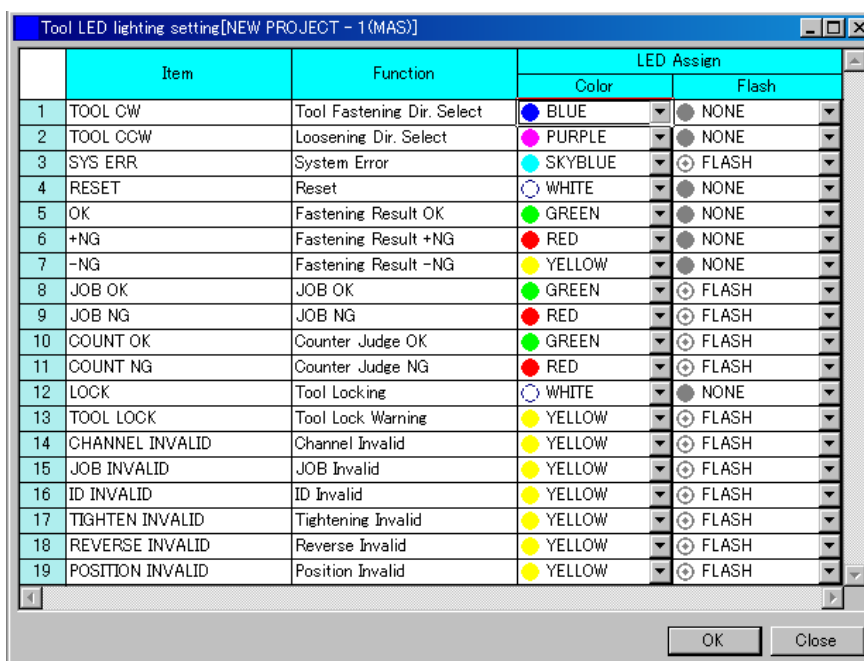 Tool LED lighting setting[NEW PROJECT - 1(MAS)]
Item Function LED Assign
Color Flash
1 TOOL CW Tool Fastening Dir. Select BLUE NONE
2 TOOL CCW Loosening Dir. Select PURPLE NONE
3 SYS ERR System Error SKYBLUE FLASH
4 RESET Reset WHITE NONE
5 OK Fastening Result OK GREEN NONE
6 +NG Fastening Result +NG RED NONE
7 -NG Fastening Result -NG YELLOW NONE
8 JOB OK JOB OK GREEN FLASH
9 JOB NG JOB NG RED FLASH
10 COUNT OK Counter Judge OK GREEN FLASH
11 COUNT NG Counter Judge NG RED FLASH
12 LOCK Tool Locking WHITE NONE
13 TOOL LOCK Tool Lock Warning YELLOW FLASH
14 CHANNEL INVALID Channel Invalid YELLOW FLASH
15 JOB INVALID JOB Invalid YELLOW FLASH
16 ID INVALID ID Invalid YELLOW FLASH
17 TIGHTEN INVALID Tightening Invalid YELLOW FLASH
18 REVERSE INVALID Reverse Invalid YELLOW FLASH
19 POSITION INVALID Position Invalid YELLOW FLASH
OK Close